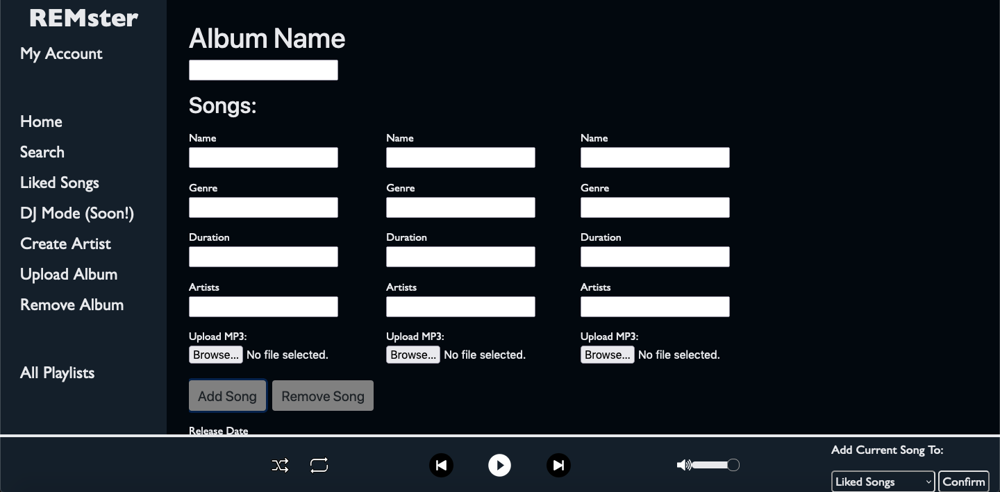 REMster
My Account
Home
Search
Liked Songs
DJ Mode (Soon!)
Create Artist
Upload Album
Remove Album
All Playlists
Album Name
Songs:
Name Name Name
Genre Genre Genre
Duration Duration Duration
Artists Artists Artists
Upload MP3: Upload MP3: Upload MP3:
Browse... No file selected. Browse... No file selected. Browse... No file selected.
Add Song Remove Song
Release Date
Add Current Song To:
Liked Songs Confirm